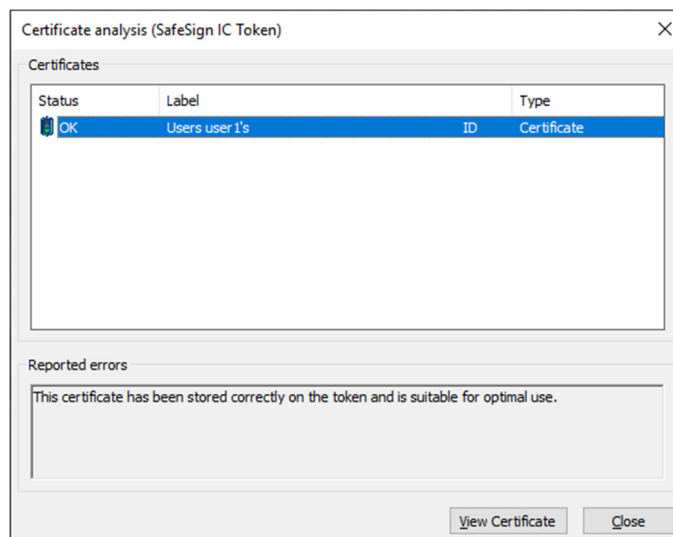 Certificate analysis (SafeSign IC Token)
Certificates
Status Label Type
OK Users user1's ID Certificate
Reported errors
This certificate has been stored correctly on the token and is suitable for optimal use.
View Certificate Close